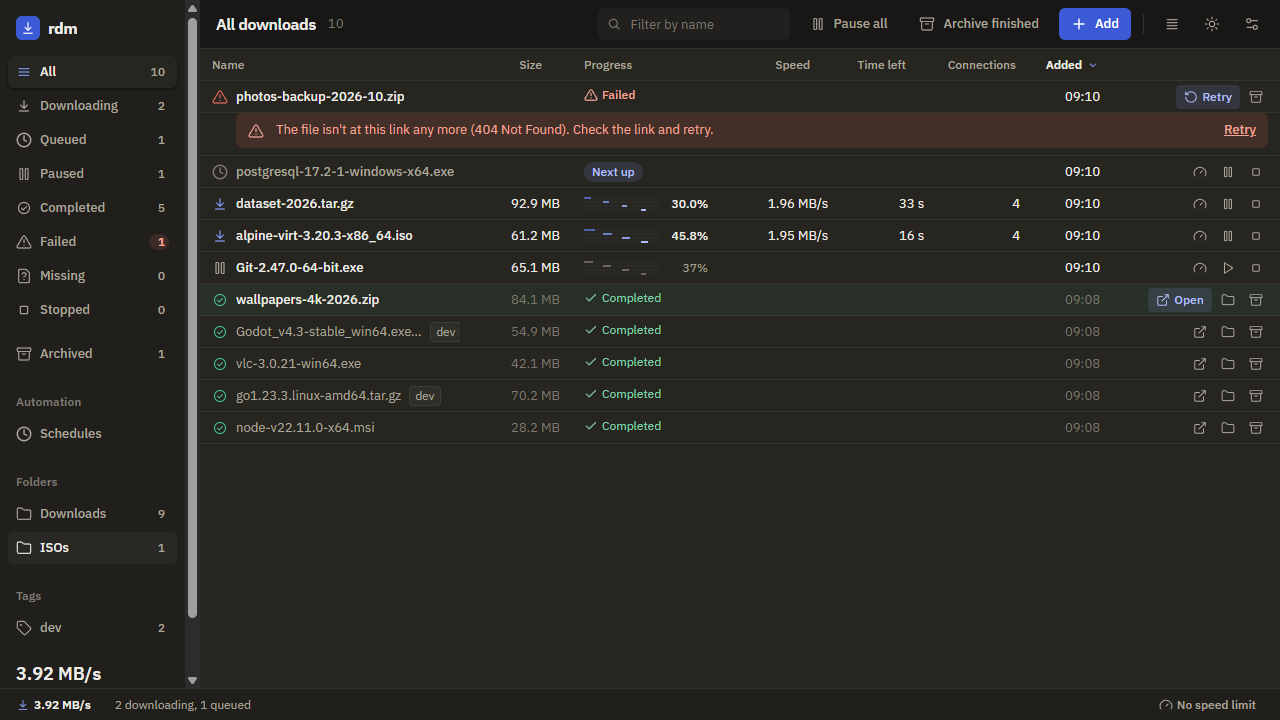 rdm
All 10
Downloading 2
Queued 1
Paused 1
Completed 5
Failed 1
Missing 0
Stopped 0
Archived 1
Automation
Schedules
Folders
Downloads 9
ISOs 1
Tags
dev 2
3.92 MB/s
All downloads 10
Filter by name
Pause all
Archive finished
Add
Name Size Progress Speed Time left Connections Added
photos-backup-2026-10.zip Failed 09:10 Retry
The file isn't at this link any more (404 Not Found). Check the link and retry. Retry
postgresql-17.2-1-windows-x64.exe Next up 09:10
dataset-2026.tar.gz 92.9 MB 30.0% 1.96 MB/s 33 s 4 09:10
alpine-virt-3.20.3-x86_64.iso 61.2 MB 45.8% 1.95 MB/s 16 s 4 09:10
Git-2.47.0-64-bit.exe 65.1 MB 37% 09:10
wallpapers-4k-2026.zip 84.1 MB Completed 09:08 Open
Godot_v4.3-stable_win64.exe... dev 54.9 MB Completed 09:08
vlc-3.0.21-win64.exe 42.1 MB Completed 09:08
go1.23.3.linux-amd64.tar.gz dev 70.2 MB Completed 09:08
node-v22.11.0-x64.msi 28.2 MB Completed 09:08
3.92 MB/s 2 downloading, 1 queued No speed limit